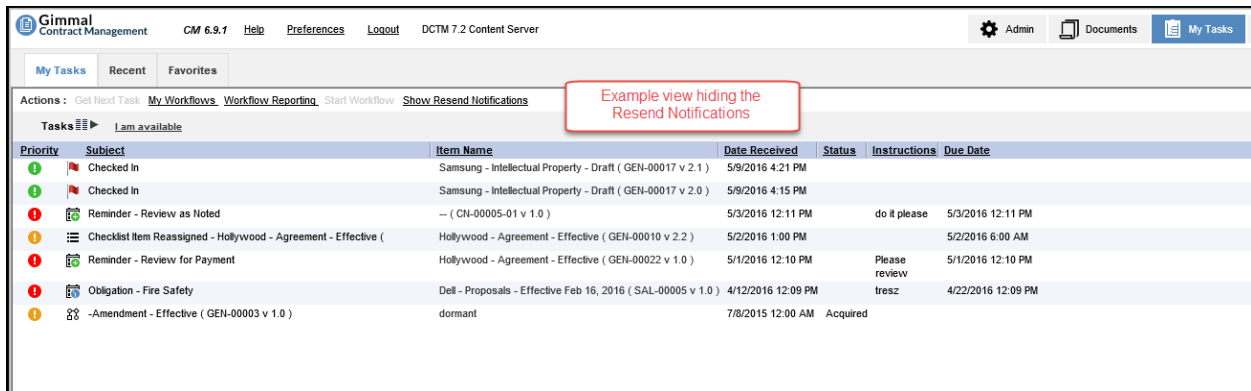 Gimmal
Contract Management CM 6.9.1 Help Preferences Logout DCTM 7.2 Content Server Admin Documents My Tasks
My Tasks Recent Favorites
Actions : Get Next Task My Workflows Workflow Reporting Start Workflow Show Resend Notifications
Example view hiding the
Resend Notifications
Tasks I am available
Priority Subject Item Name Date Received Status Instructions Due Date
Checked In Samsung - Intellectual Property - Draft ( GEN-00017 v 2.1 ) 5/9/2016 4:21 PM
Checked In Samsung - Intellectual Property - Draft ( GEN-00017 v 2.0 ) 5/9/2016 4:15 PM
Reminder - Review as Noted -- ( CN-00005-01 v 1.0 ) 5/3/2016 12:11 PM do it please 5/3/2016 12:11 PM
Checklist Item Reassigned - Hollywood - Agreement - Effective ( Hollywood - Agreement - Effective ( GEN-00010 v 2.2 ) 5/2/2016 1:00 PM 5/2/2016 6:00 AM
Reminder - Review for Payment Hollywood - Agreement - Effective ( GEN-00022 v 1.0 ) 5/1/2016 12:10 PM Please 5/1/2016 12:10 PM
review
Obligation - Fire Safety Dell - Proposals - Effective Feb 16, 2016 ( SAL-00005 v 1.0 ) 4/12/2016 12:09 PM tresz 4/22/2016 12:09 PM
-Amendment - Effective ( GEN-00003 v 1.0 ) dormant 7/8/2015 12:00 AM Acquired